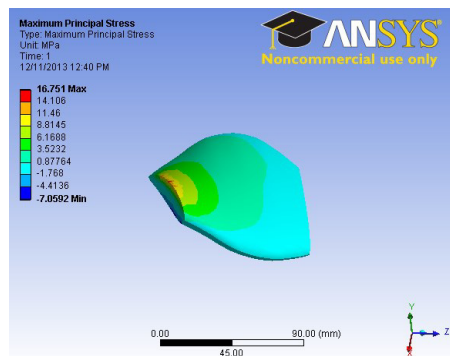 Maximum Principal Stress
Type: Maximum Principal Stress
Unit: MPa
Time: 1
12/11/2013 12:40 PM
ANSYS®
Noncommercial use only
16.751 Max
14.106
11.46
8.8145
6.1688
3.5232
0.87764
-1.768
-4.4136
-7.0592 Min
0.00
90.00 (mm)
45.00
Y
Z
X